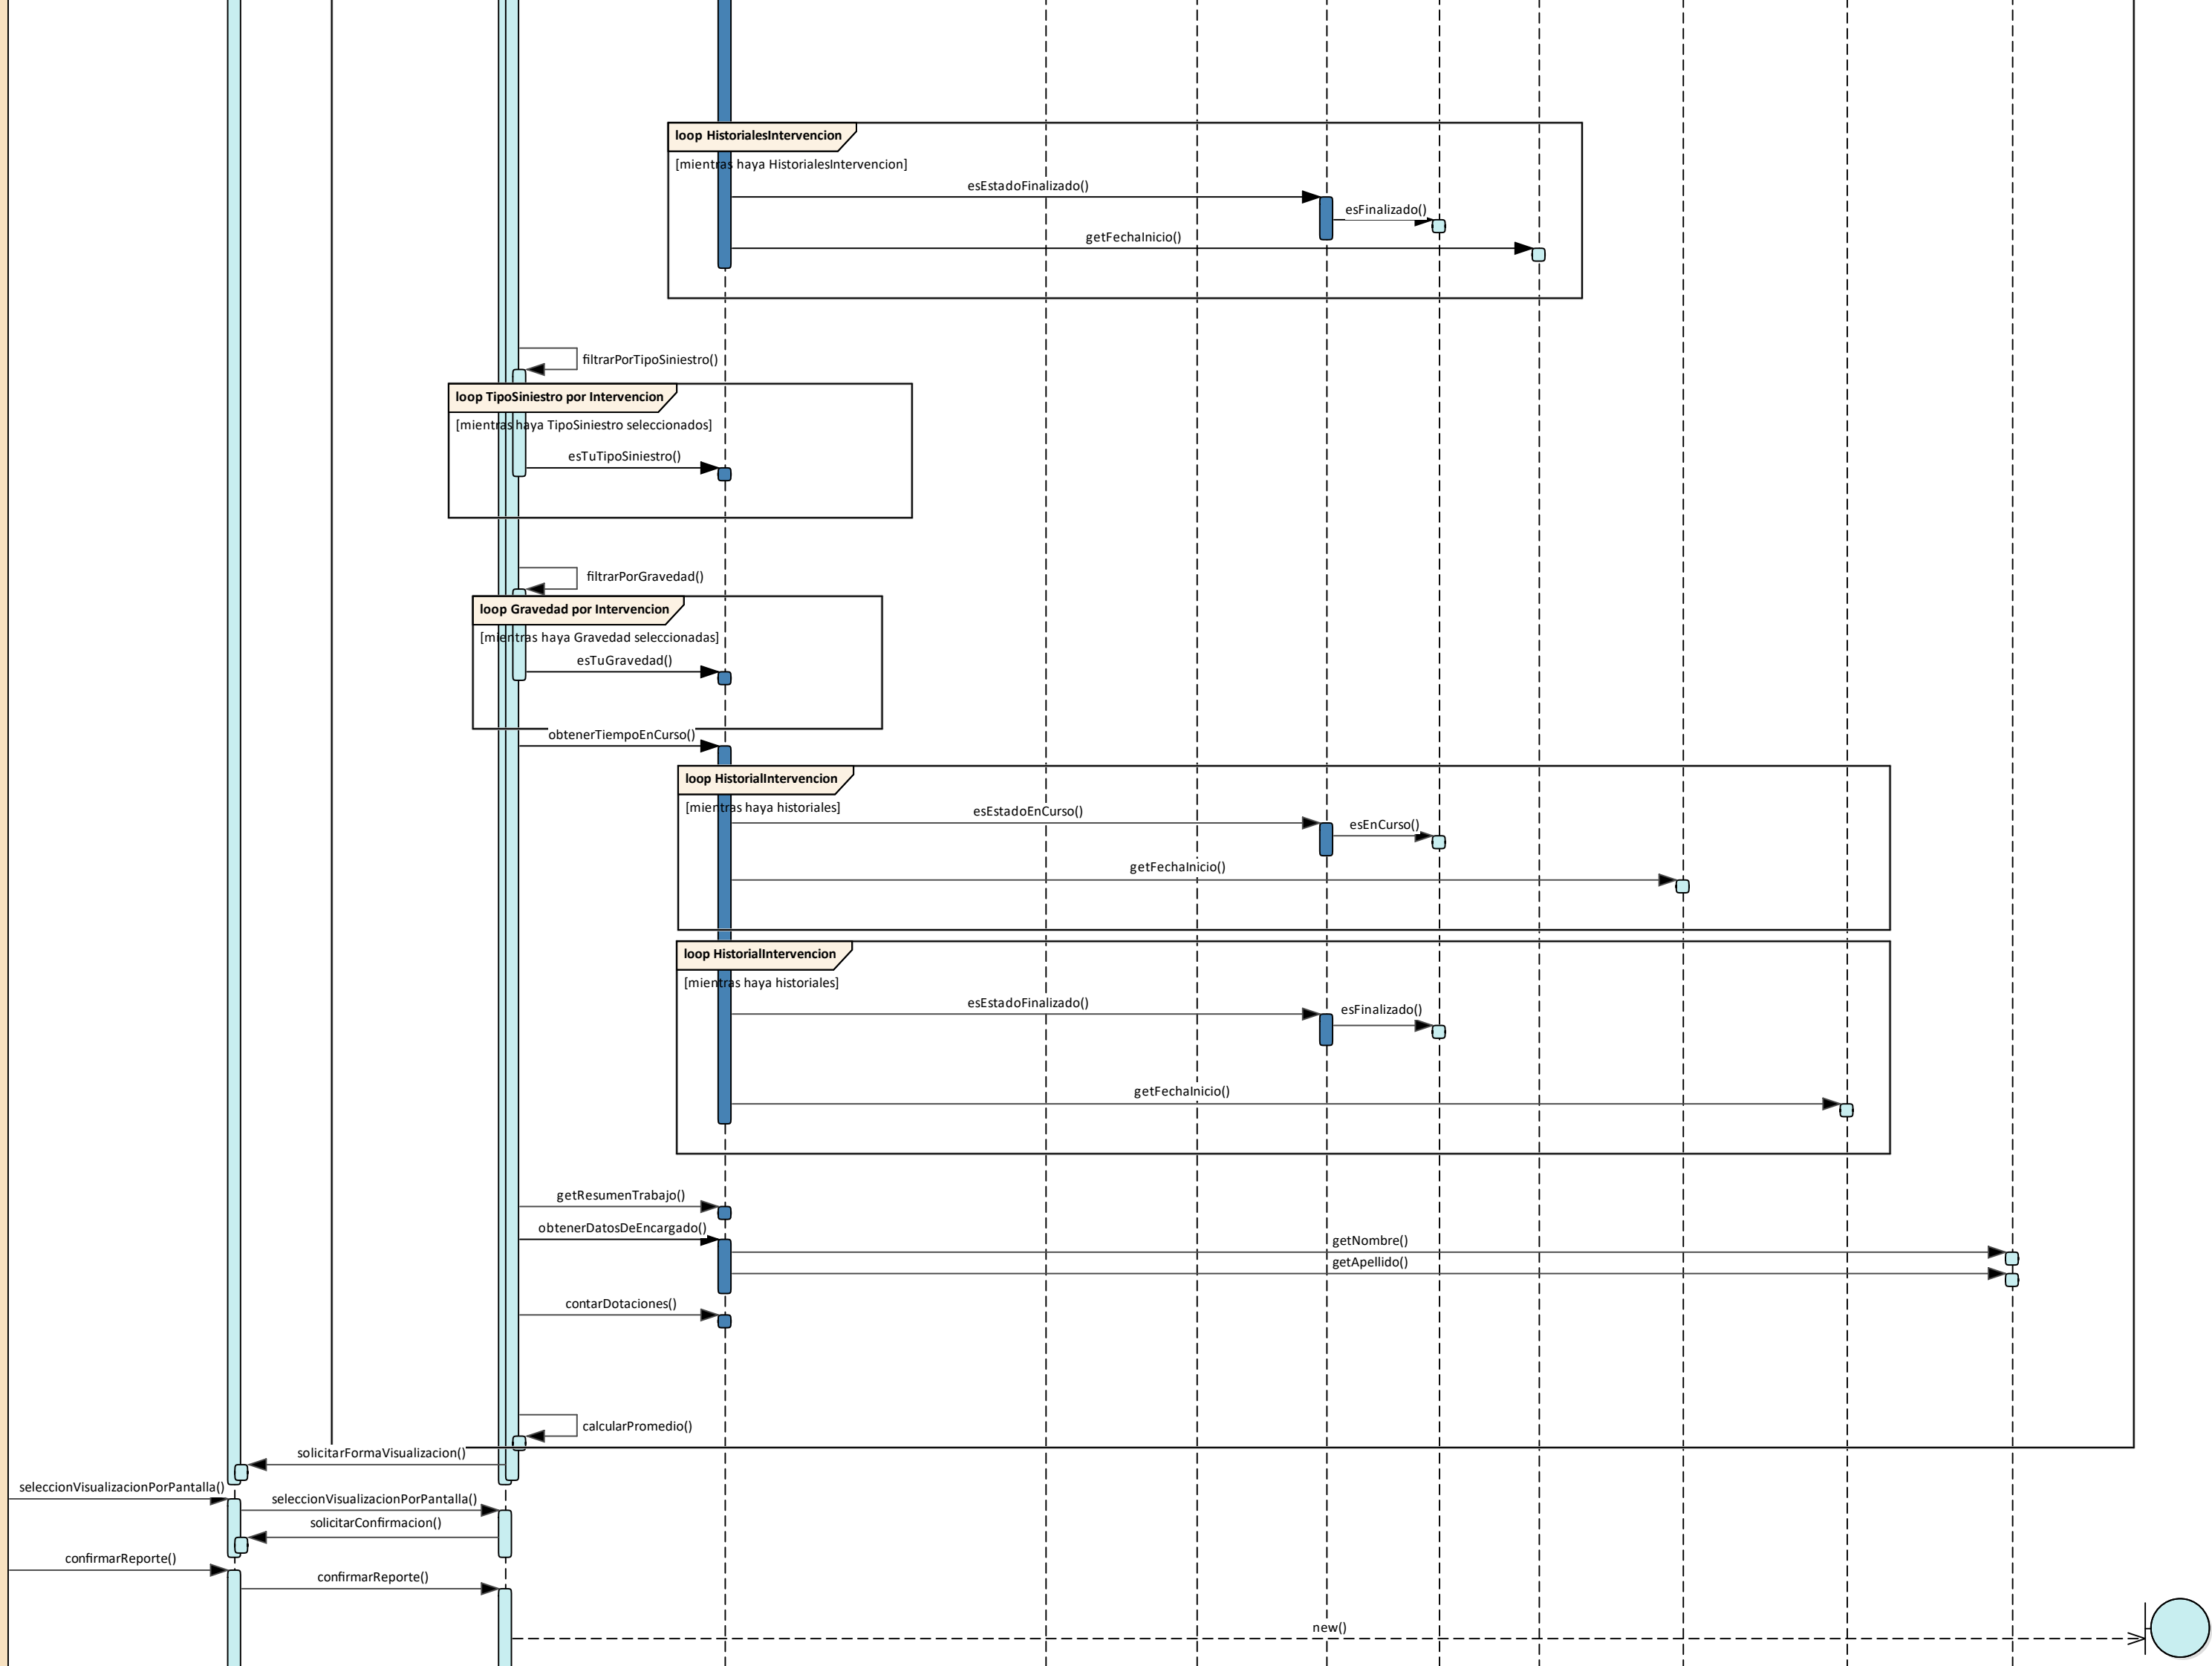 loop HistorialesIntervencion
[mientras haya HistorialesIntervencion]
esEstadoFinalizado()
esFinalizado()
getFechaInicio()
filtrarPorTipoSiniestro()
loop TipoSiniestro por Intervencion
[mientras haya TipoSiniestro seleccionados]
esTuTipoSiniestro()
filtrarPorGravedad()
loop Gravedad por Intervencion
[mientras haya Gravedad seleccionadas]
esTuGravedad()
obtenerTiempoEnCurso()
loop HistorialIntervencion
[mientras haya historiales]
esEstadoEnCurso()
esEnCurso()
getFechaInicio()
loop HistorialIntervencion
[mientras haya historiales]
esEstadoFinalizado()
esFinalizado()
getFechaInicio()
getResumenTrabajo()
obtenerDatosDeEncargado()
getNombre()
getApellido()
contarDotaciones()
calcularPromedio()
solicitarFormaVisualizacion()
seleccionVisualizacionPorPantalla()
seleccionVisualizacionPorPantalla()
solicitarConfirmacion()
confirmarReporte()
confirmarReporte()
new()